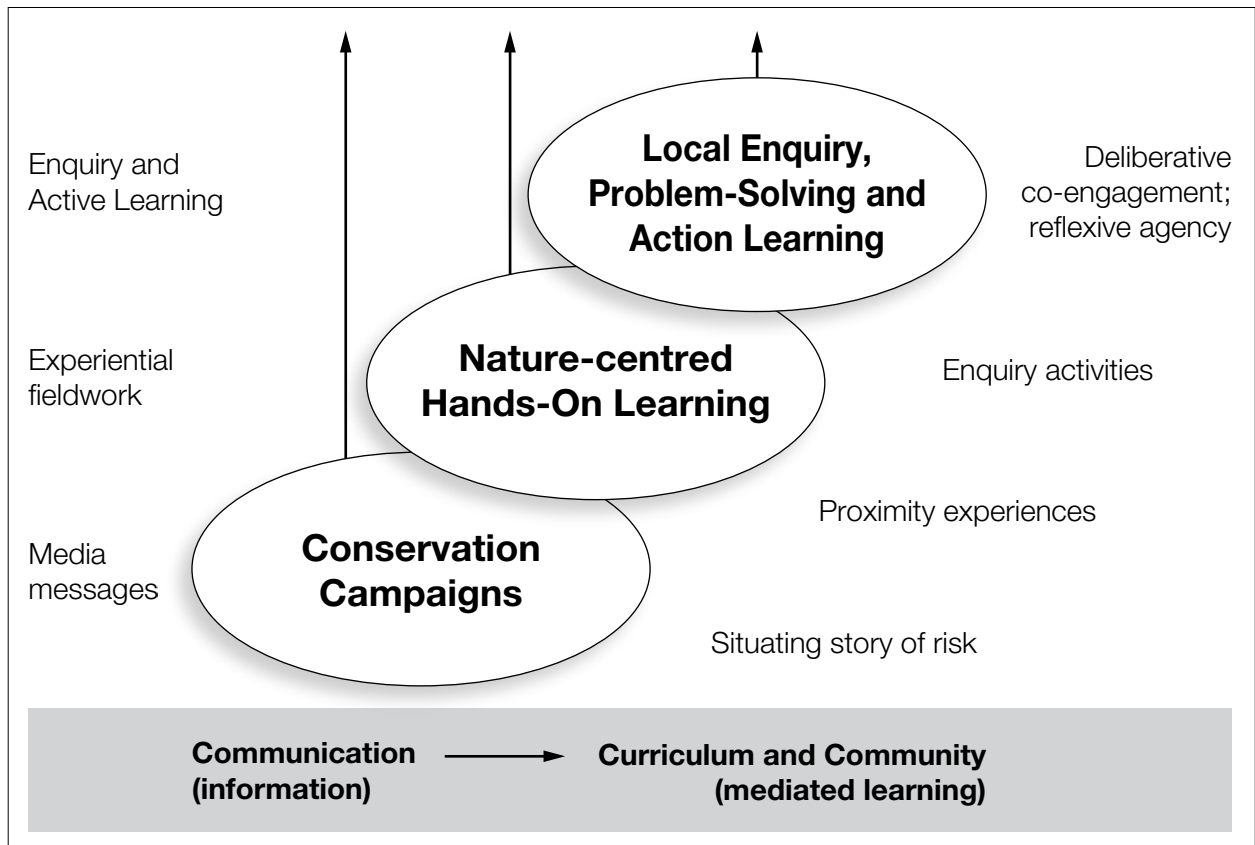 Enquiry and
Active Learning
Local Enquiry,
Problem-Solving and
Action Learning
Deliberative
co-engagement;
reflexive agency
Experiential
fieldwork
Nature-centred
Hands-On Learning
Enquiry activities
Proximity experiences
Media
messages
Conservation
Campaigns
Situating story of risk
Communication
(information)
Curriculum and Community
(mediated learning)